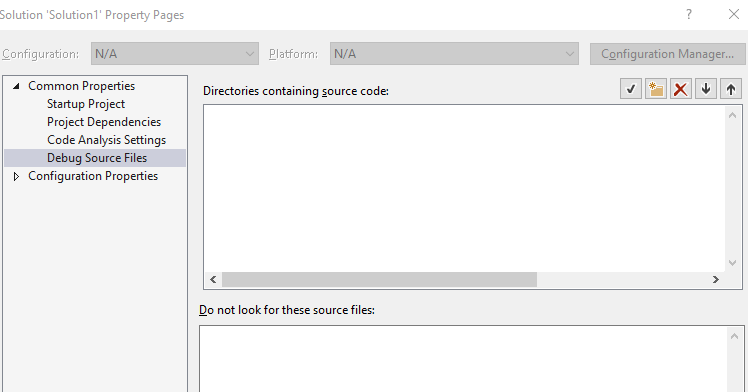 Solution 'Solution1' Property Pages
?
Configuration: N/A Platform: N/A Configuration Manager...
Common Properties
Directories containing source code:
Startup Project
Project Dependencies
Code Analysis Settings
Debug Source Files
Configuration Properties
Do not look for these source files: